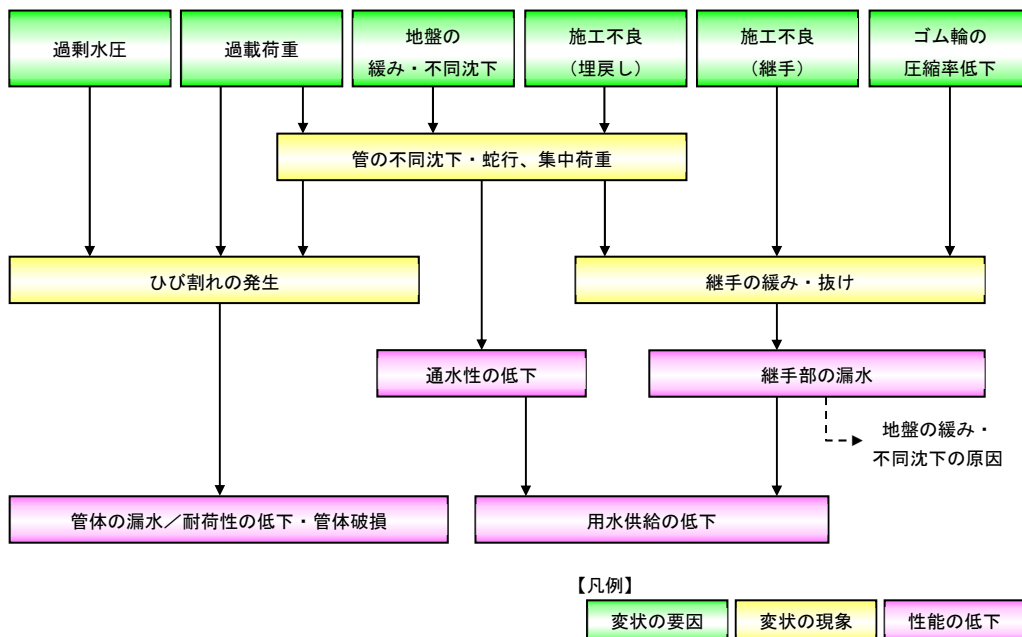 過剰水圧
過載荷重
地盤の
緩み・不同沈下
施工不良
（埋戻し）
施工不良
（継手）
ゴム輪の
圧縮率低下
管の不同沈下・蛇行、集中荷重
ひび割れの発生
継手の緩み・抜け
通水性の低下
継手部の漏水
地盤の緩み・
不同沈下の原因
管体の漏水／耐荷性の低下・管体破損
用水供給の低下
【凡例】
変状の要因
変状の現象
性能の低下